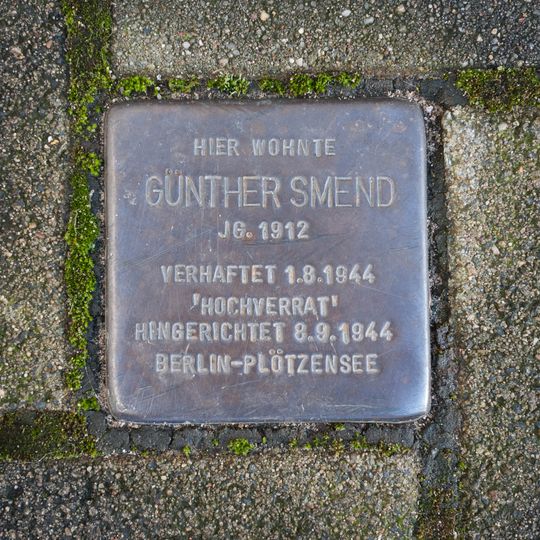 HIER WOHNTE
GÜNTHER SMEND
JG. 1912
VERHAFTET 1.8.1944
'HOCHVERRAT'
HINGERICHTET 8.9.1944
BERLIN-PLÖTZENSEE